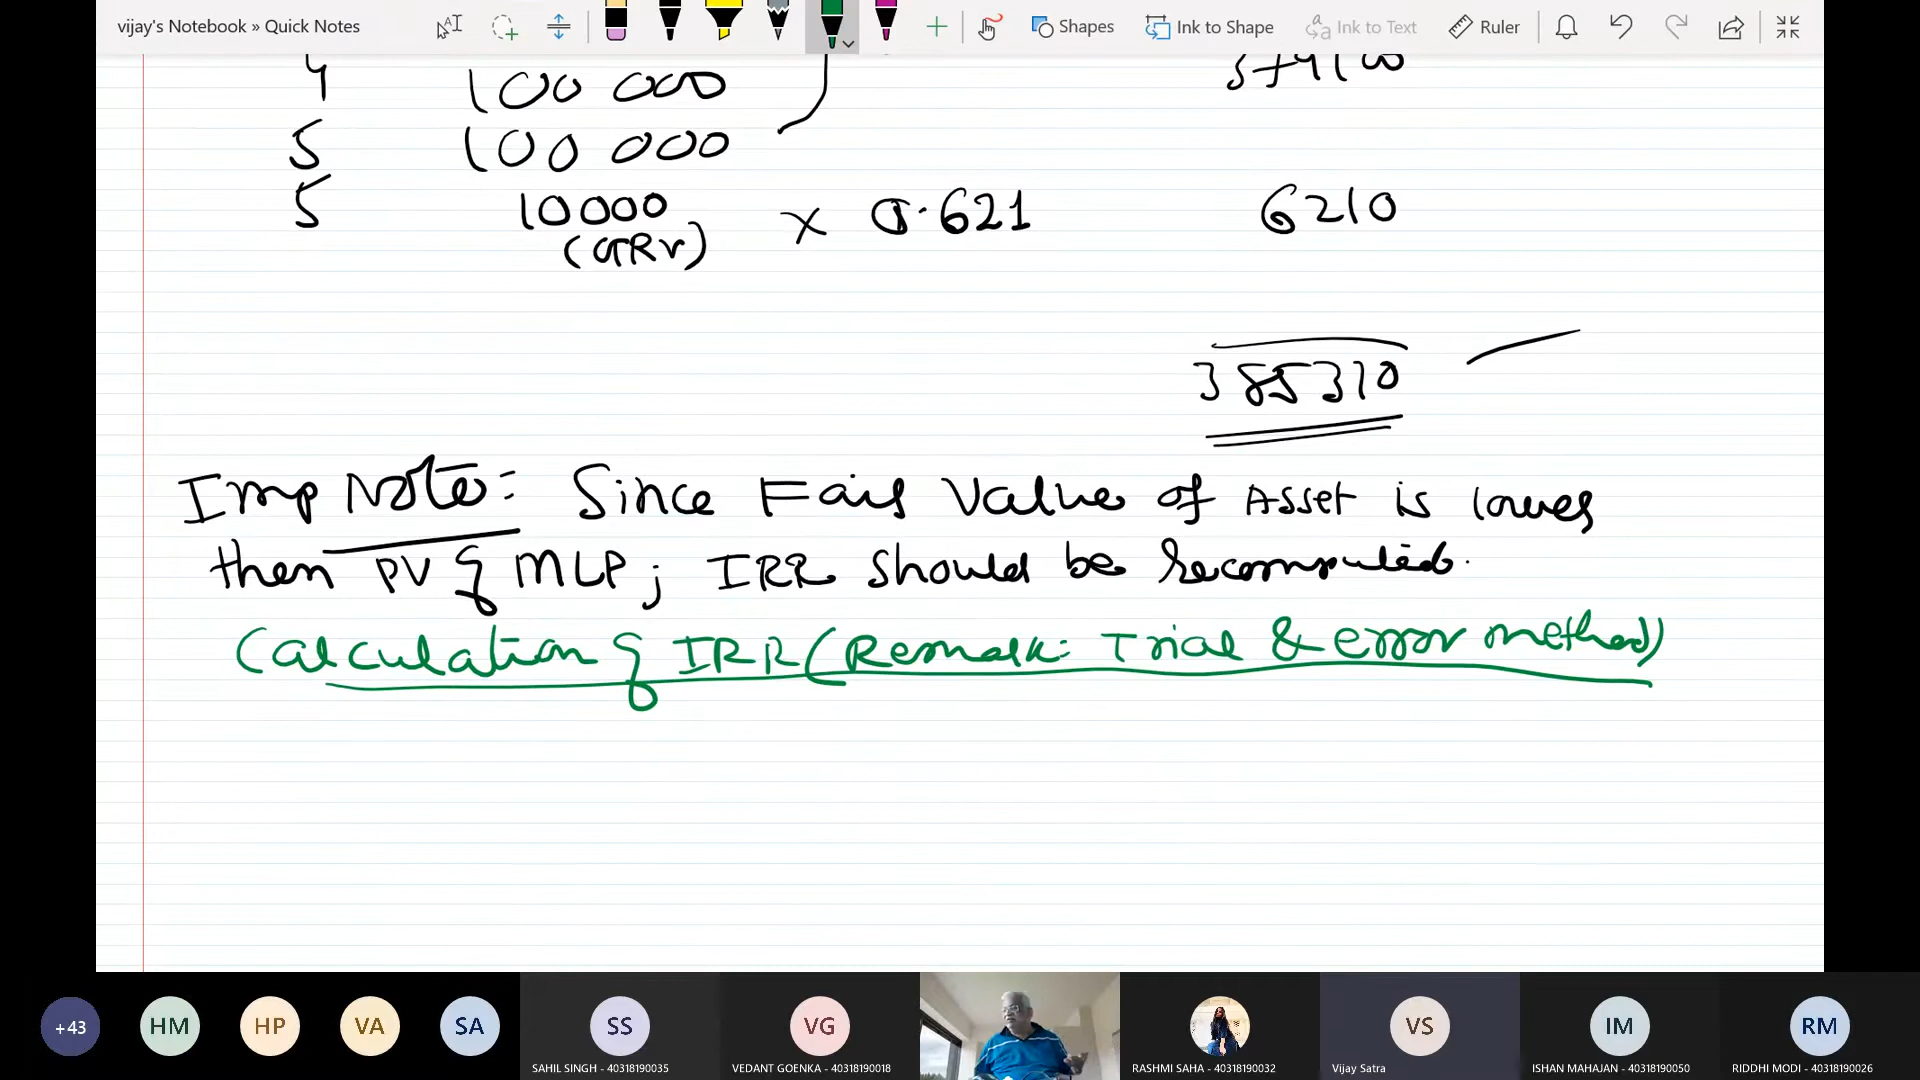 vijay's Notebook » Quick Notes
Shapes
Ink to Shape
Ink to Text
Ruler
4 100 000
5 100 000
5 10000 x 0.621 6210
(GRV)
385310
Imp Note: Since Fair Value of Asset is lower
then PV of MLP; IRR should be recomputed.
Calculation of IRR (Remark: Trial & error method)
+43
HM
HP
VA
SA
SS
VG
VS
IM
RM
SAHIL SINGH - 40318190035
VEDANT GOENKA - 40318190018
RASHMI SAHA - 40318190032
Vijay Satra
ISHAN MAHAJAN - 40318190050
RIDDHI MODI - 40318190026